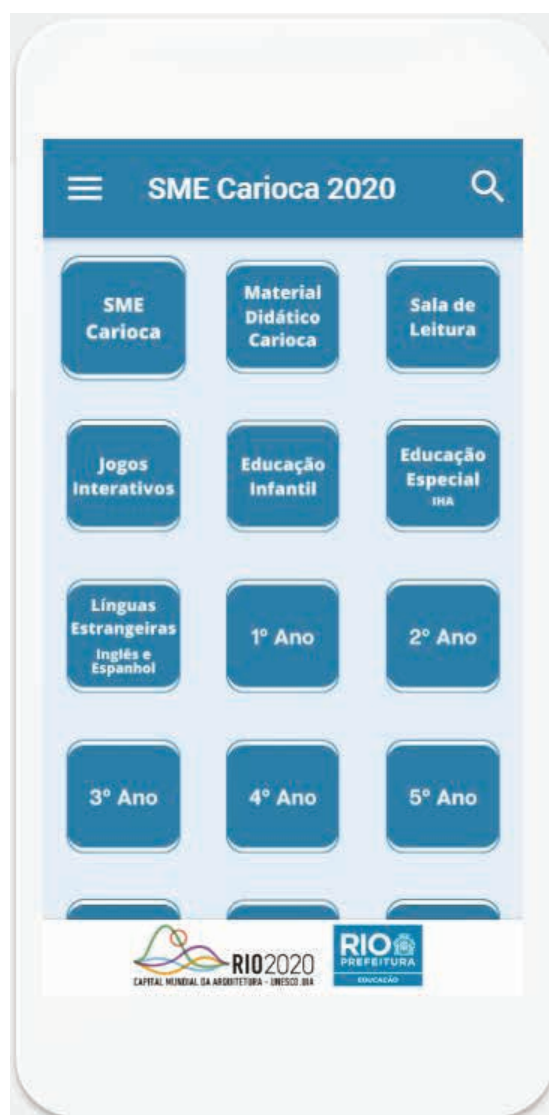 SME Carioca 2020
SME
Carioca
Material
Didático
Carioca
Sala de
Leitura
Jogos
Interativos
Educação
Infantil
Educação
Especial
IHA
Línguas
Estrangeiras
Inglês e
Espanhol
1º Ano
2º Ano
3º Ano
4º Ano
5º Ano
RIO2020
CAPITAL MUNDIAL DA ARQUITETURA - UNESCO.UIA
RIO
PREFEITURA
EDUCAÇÃO